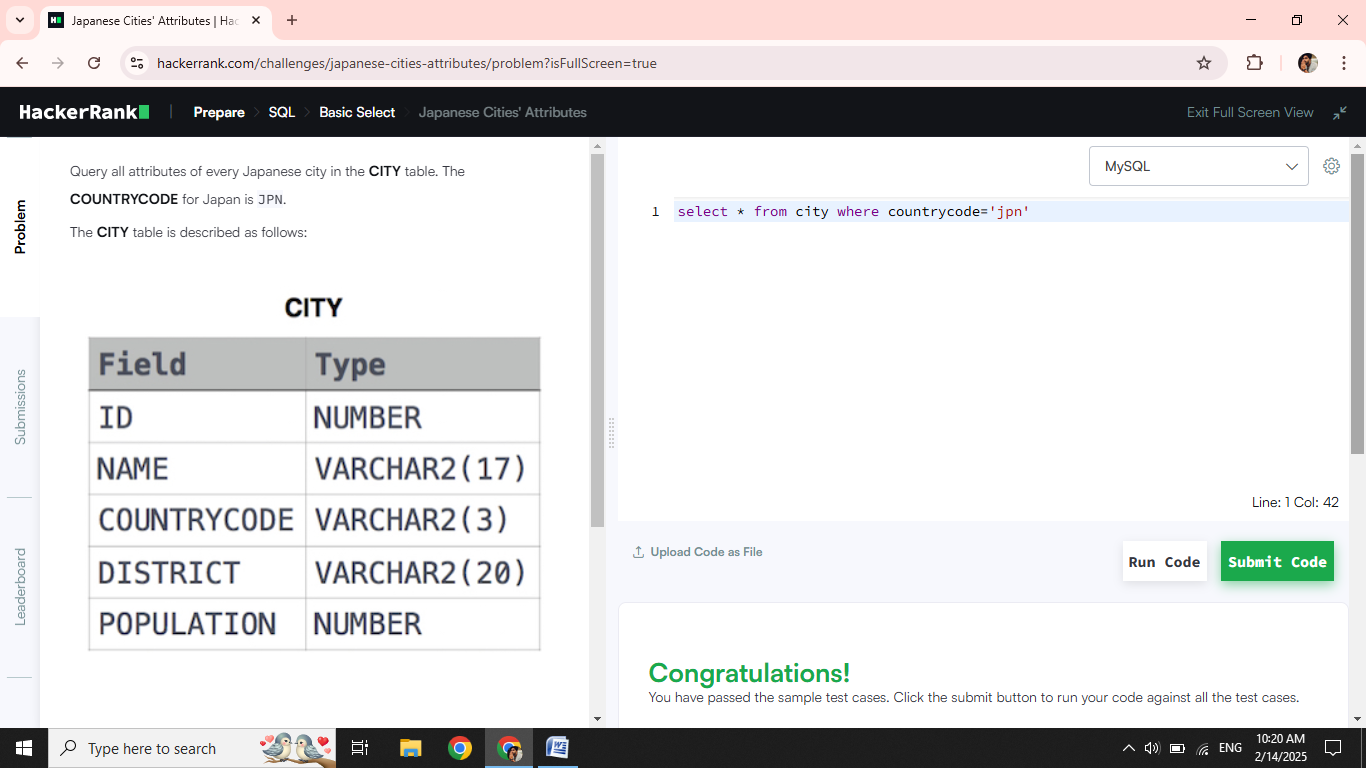 Japanese Cities' Attributes | Hac
hackerrank.com/challenges/japanese-cities-attributes/problem?isFullScreen=true
HackerRank
Prepare
SQL
Basic Select
Japanese Cities' Attributes
Exit Full Screen View
Problem
Submissions
Leaderboard
Query all attributes of every Japanese city in the CITY table. The
COUNTRYCODE for Japan is JPN.
The CITY table is described as follows:
CITY
Field Type
ID NUMBER
NAME VARCHAR2(17)
COUNTRYCODE VARCHAR2(3)
DISTRICT VARCHAR2(20)
POPULATION NUMBER
MySQL
1 select * from city where countrycode='jpn'
Line: 1 Col: 42
Upload Code as File
Run Code
Submit Code
Congratulations!
You have passed the sample test cases. Click the submit button to run your code against all the test cases.
Type here to search
ENG
10:20 AM
2/14/2025